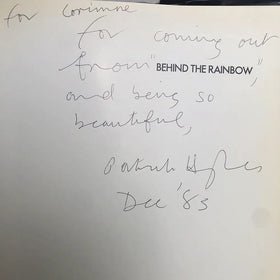 for Corinne
for coming out
from "BEHIND THE RAINBOW",
and being so
beautiful,
Patrick Hughes
Dec '83